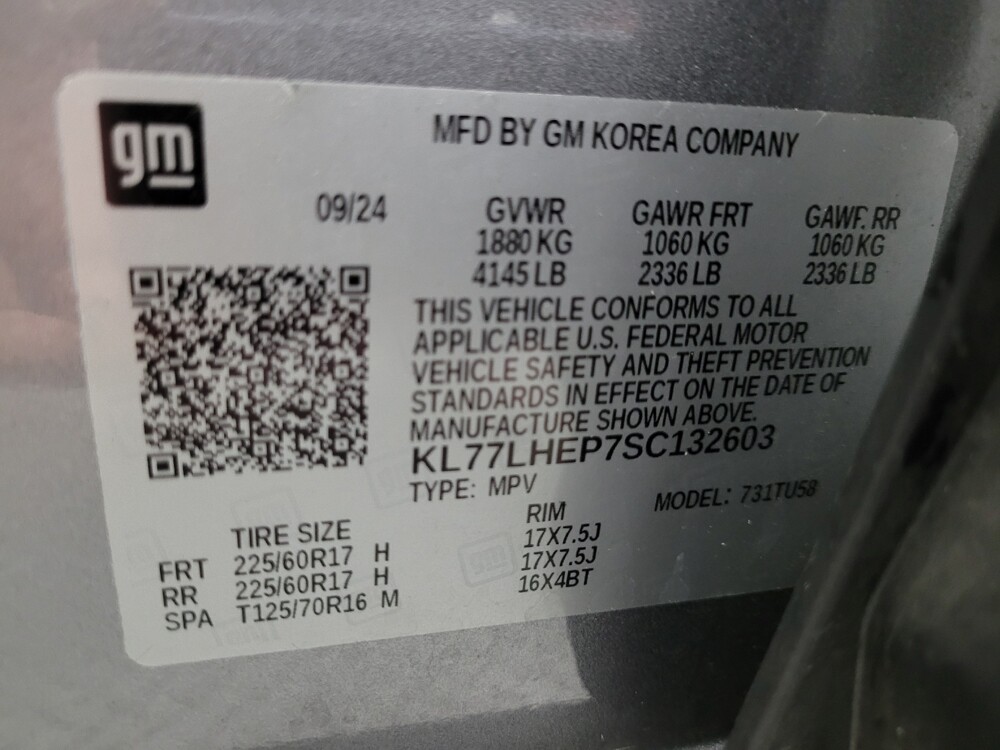 gm
MFD BY GM KOREA COMPANY
09/24 GVWR GAWR FRT GAWR RR
1880 KG 1060 KG 1060 KG
4145 LB 2336 LB 2336 LB
THIS VEHICLE CONFORMS TO ALL
APPLICABLE U.S. FEDERAL MOTOR
VEHICLE SAFETY AND THEFT PREVENTION
STANDARDS IN EFFECT ON THE DATE OF
MANUFACTURE SHOWN ABOVE.
KL77LHEP7SC132603
TYPE: MPV MODEL: 731TU58
TIRE SIZE RIM
FRT 225/60R17 H 17X7.5J
RR 225/60R17 H 17X7.5J
SPA T125/70R16 M 16X4BT